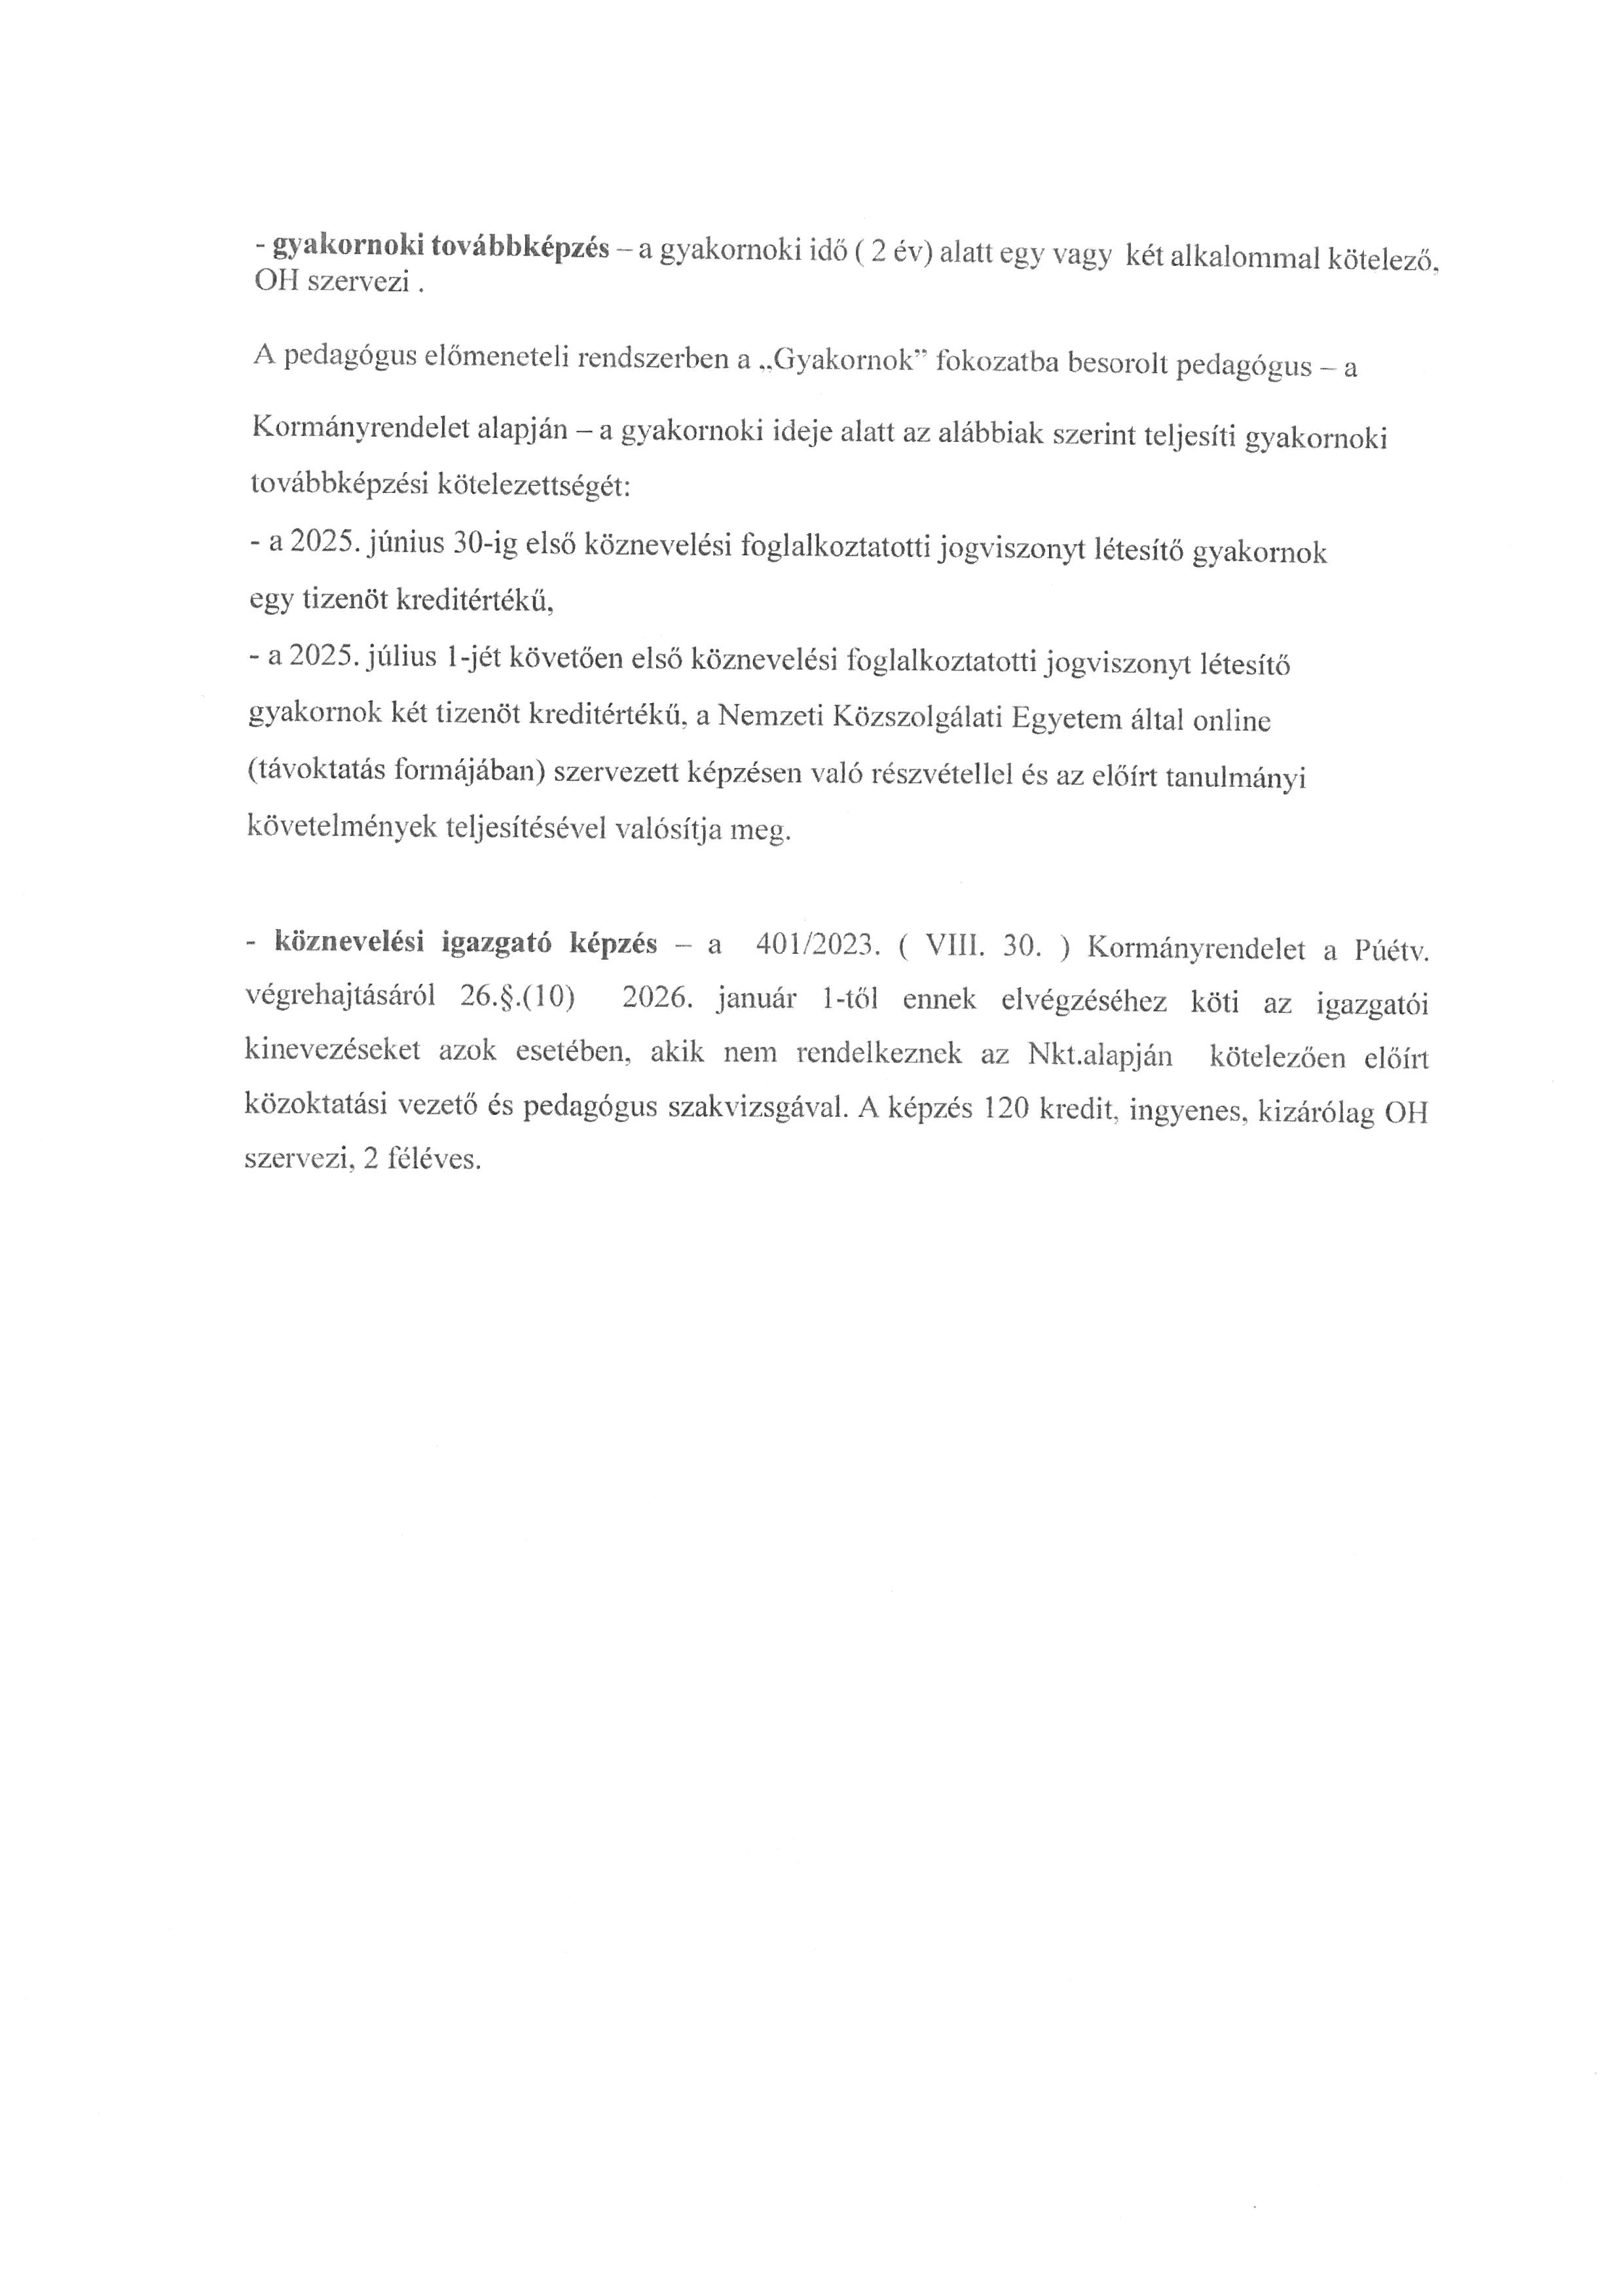 - gyakornoki továbbképzés – a gyakornoki idő ( 2 év) alatt egy vagy két alkalommal kötelező,
OH szervezi .
A pedagógus előmeneteli rendszerben a „Gyakornok” fokozatba besorolt pedagógus – a
Kormányrendelet alapján – a gyakornoki ideje alatt az alábbiak szerint teljesíti gyakornoki
továbbképzési kötelezettségét:
- a 2025. június 30-ig első köznevelési foglalkoztatotti jogviszonyt létesítő gyakornok
egy tizenöt kreditértékű,
- a 2025. július 1-jét követően első köznevelési foglalkoztatotti jogviszonyt létesítő
gyakornok két tizenöt kreditértékű, a Nemzeti Közszolgálati Egyetem által online
(távoktatás formájában) szervezett képzésen való részvétellel és az előírt tanulmányi
követelmények teljesítésével valósítja meg.
- köznevelési igazgató képzés – a 401/2023. ( VIII. 30. ) Kormányrendelet a Púétv.
végrehajtásáról 26.§.(10) 2026. január 1-től ennek elvégzéséhez köti az igazgatói
kinevezéseket azok esetében, akik nem rendelkeznek az Nkt.alapján kötelezően előírt
közoktatási vezető és pedagógus szakvizsgával. A képzés 120 kredit, ingyenes, kizárólag OH
szervezi, 2 féléves.